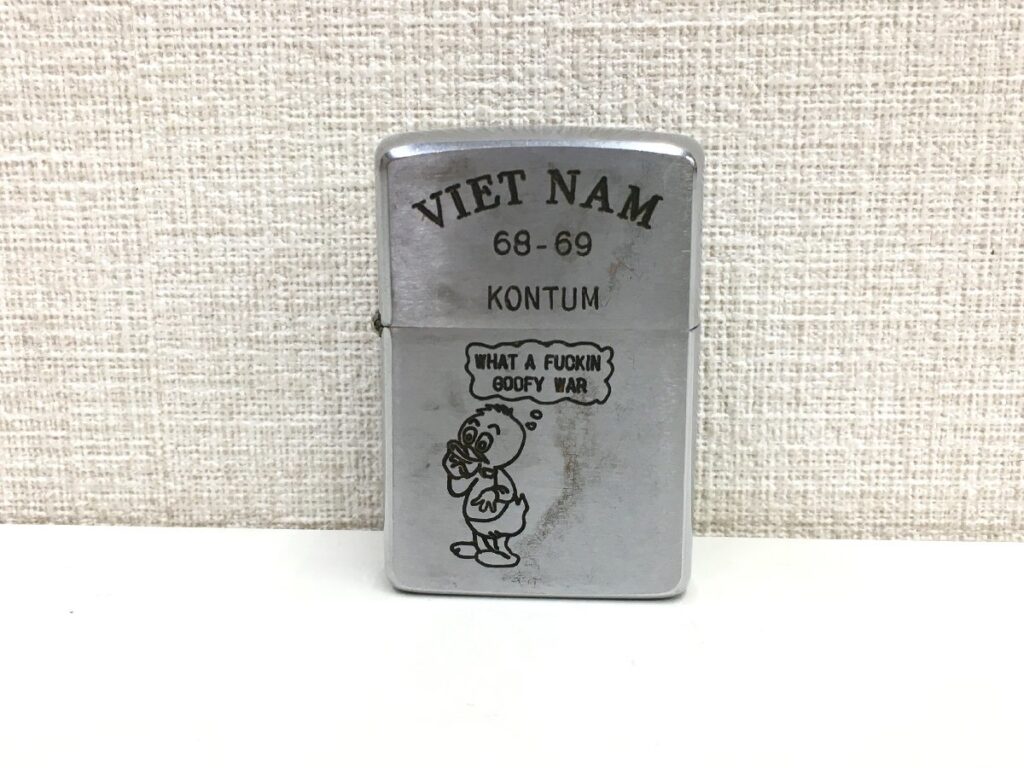 VIET NAM
68-69
KONTUM
WHAT A FUCKIN
GOOFY WAR